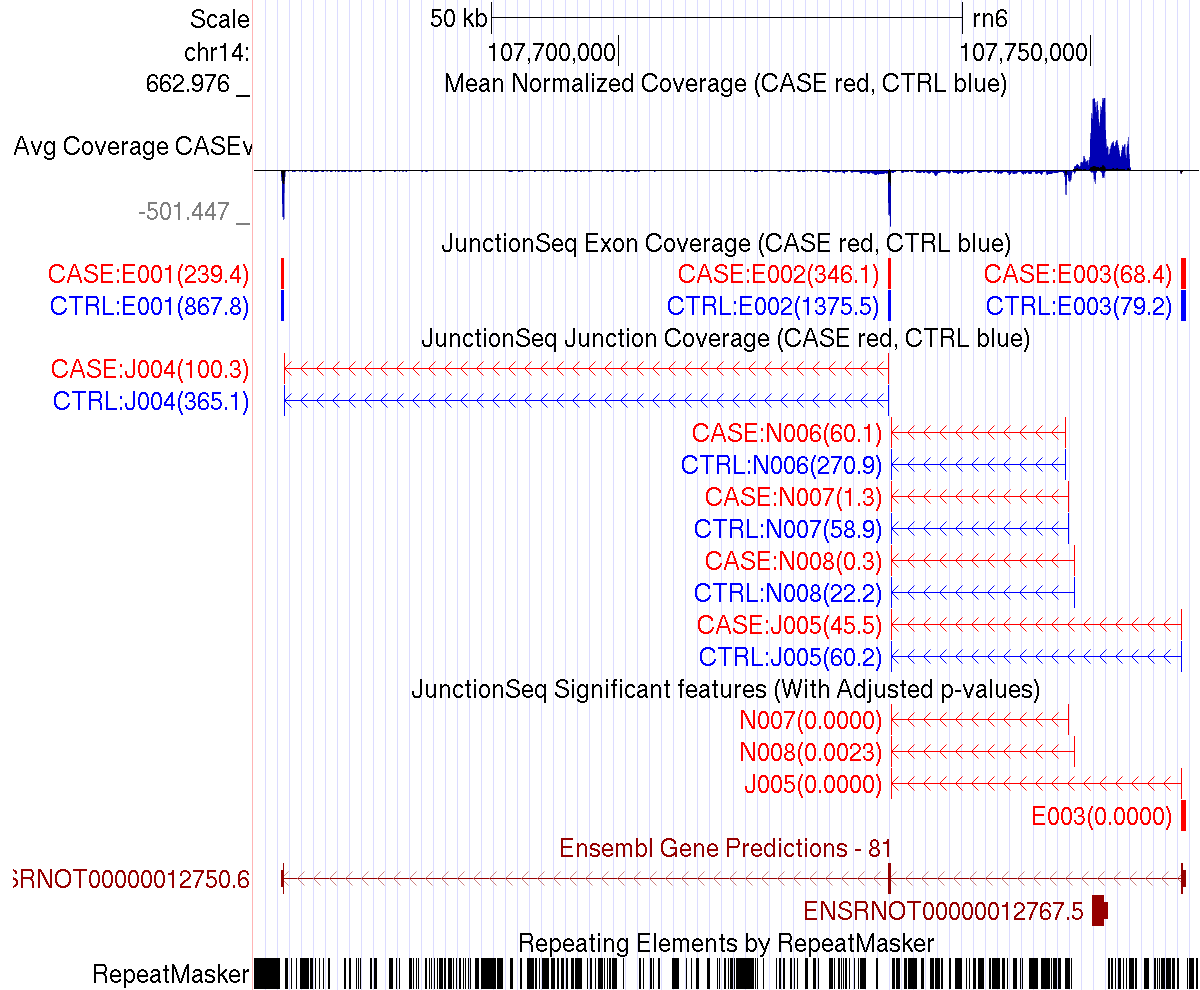 Scale 50 kb rn6
chr14: 107,700,000 107,750,000
662.976 _ Mean Normalized Coverage (CASE red, CTRL blue)
Avg Coverage CASEv
-501.447 _
JunctionSeq Exon Coverage (CASE red, CTRL blue)
CASE:E001(239.4) CASE:E002(346.1) CASE:E003(68.4)
CTRL:E001(867.8) CTRL:E002(1375.5) CTRL:E003(79.2)
JunctionSeq Junction Coverage (CASE red, CTRL blue)
CASE:J004(100.3)
CTRL:J004(365.1)
CASE:N006(60.1)
CTRL:N006(270.9)
CASE:N007(1.3)
CTRL:N007(58.9)
CASE:N008(0.3)
CTRL:N008(22.2)
CASE:J005(45.5)
CTRL:J005(60.2)
JunctionSeq Significant features (With Adjusted p-values)
N007(0.0000)
N008(0.0023)
J005(0.0000)
E003(0.0000)
Ensembl Gene Predictions - 81
SRNOT00000012750.6
ENSRNOT00000012767.5
Repeating Elements by RepeatMasker
RepeatMasker